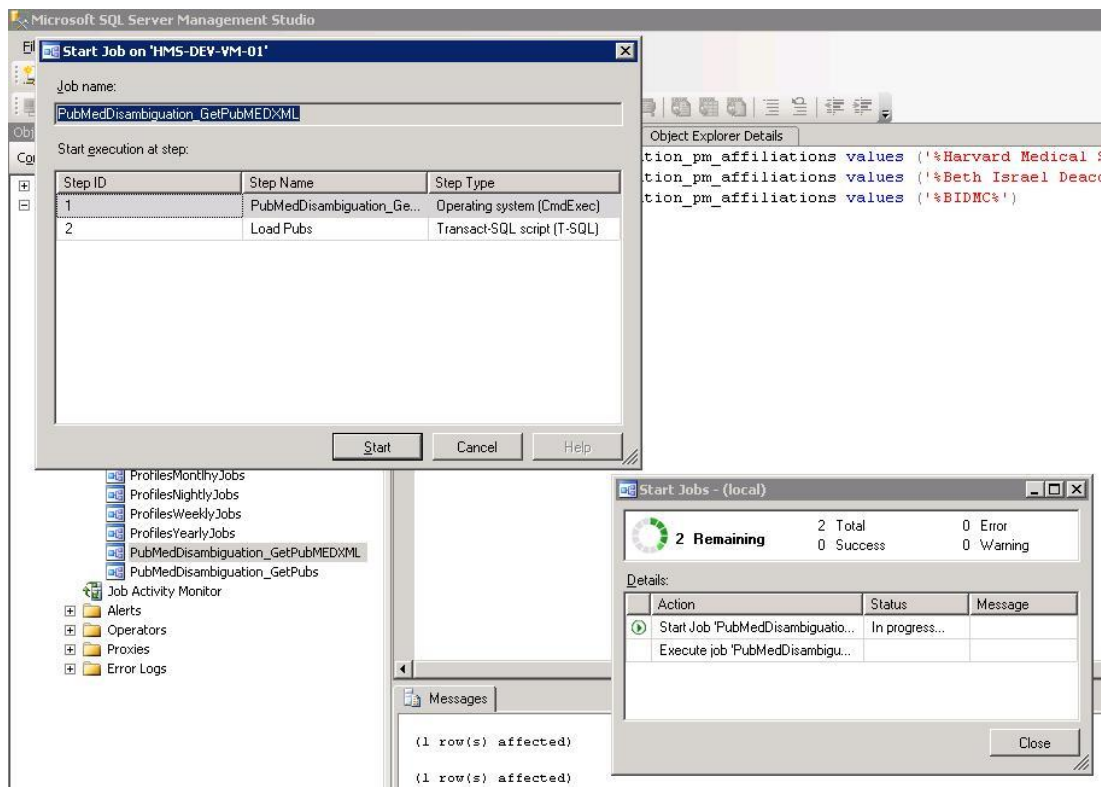 Microsoft SQL Server Management Studio
Start Job on 'HMS-DEV-VM-01'
Job name:
PubMedDisambiguation_GetPubMEDXML
Start execution at step:
Step ID Step Name Step Type
1 PubMedDisambiguation_Ge... Operating system (CmdExec)
2 Load Pubs Transact-SQL script (T-SQL)
Start Cancel Help
Object Explorer Details
tion_pm_affiliations values ('%Harvard Medical S
tion_pm_affiliations values ('%Beth Israel Deaco
tion_pm_affiliations values ('%BIDMC%')
ProfilesMontlhyJobs
ProfilesNightlyJobs
ProfilesWeeklyJobs
ProfilesYearlyJobs
PubMedDisambiguation_GetPubMEDXML
PubMedDisambiguation_GetPubs
Job Activity Monitor
Alerts
Operators
Proxies
Error Logs
Start Jobs - (local)
2 Remaining
2 Total 0 Error
0 Success 0 Warning
Details:
Action Status Message
Start Job 'PubMedDisambiguatio... In progress...
Execute job 'PubMedDisambigu...
Close
Messages
(1 row(s) affected)
(1 row(s) affected)